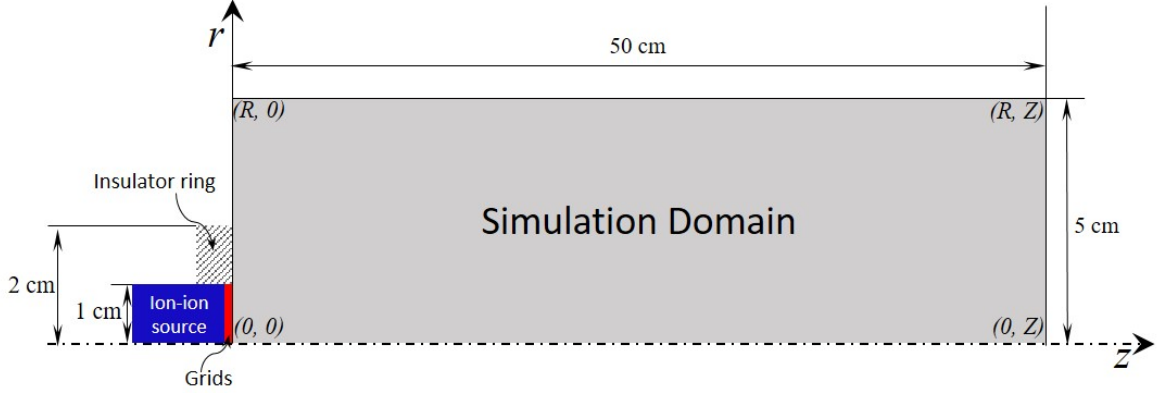 r
50 cm
(R, 0)
(R, Z)
Insulator ring
Simulation Domain
5 cm
2 cm
1 cm
Ion-ion
source
(0, 0)
(0, Z)
z
Grids